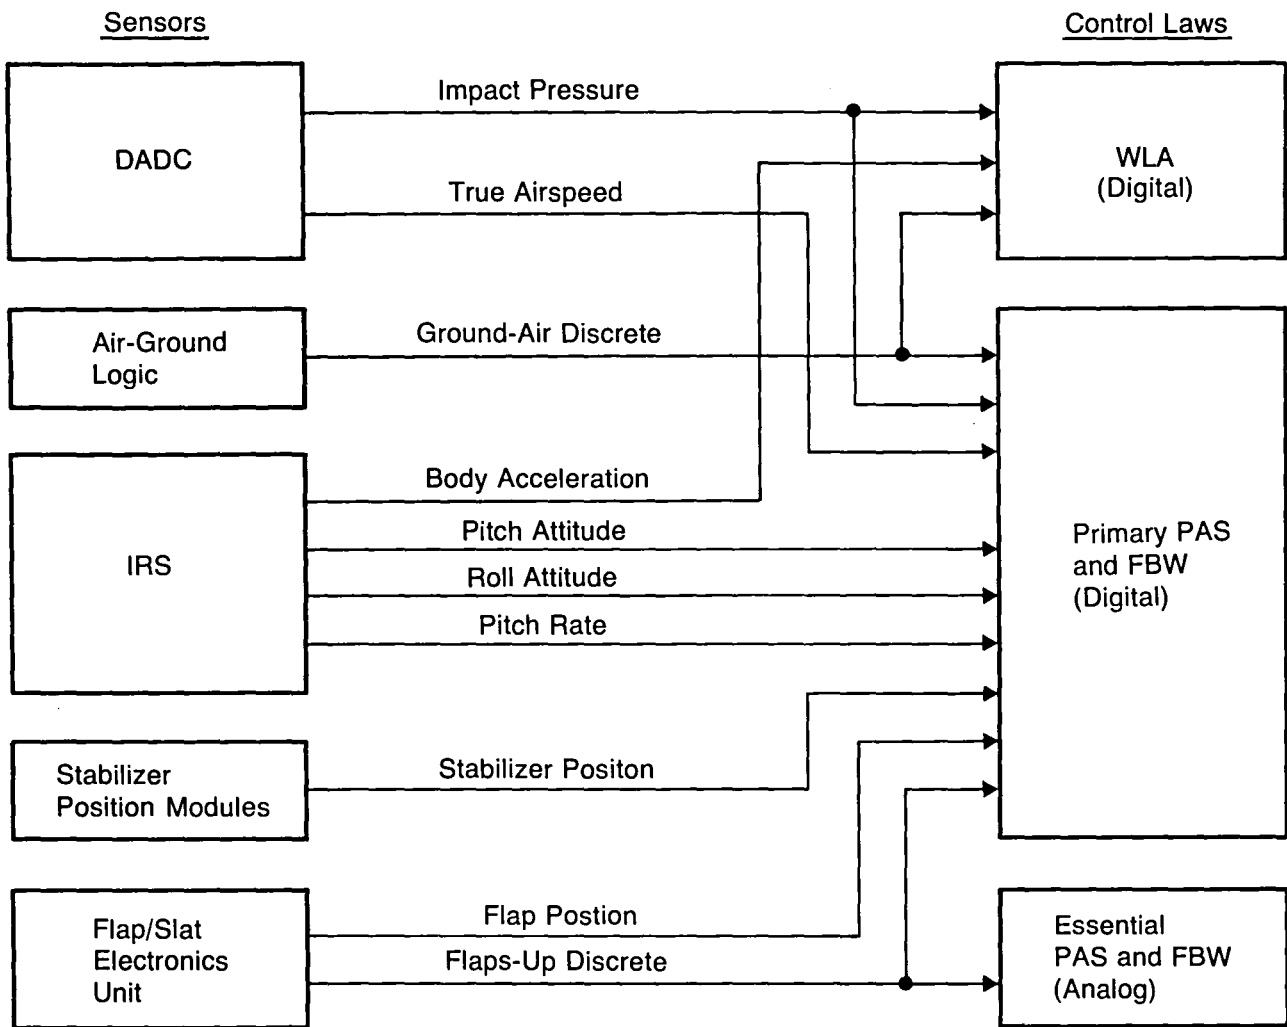 Sensors
Control Laws
DADC
Impact Pressure
True Airspeed
WLA
(Digital)
Air-Ground
Logic
Ground-Air Discrete
IRS
Body Acceleration
Pitch Attitude
Roll Attitude
Pitch Rate
Primary PAS
and FBW
(Digital)
Stabilizer
Position Modules
Stabilizer Positon
Flap/Slat
Electronics
Unit
Flap Postion
Flaps-Up Discrete
Essential
PAS and FBW
(Analog)